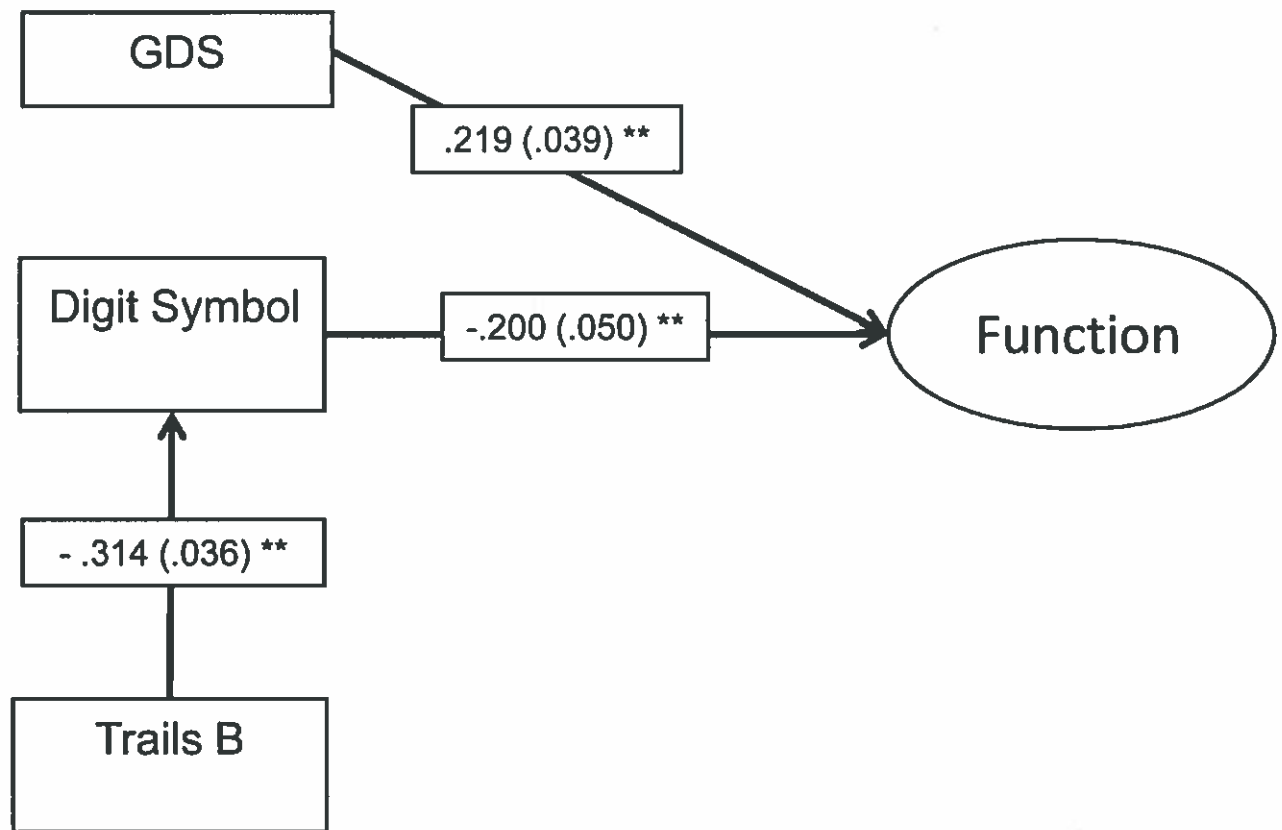 GDS
.219 (.039) **
Digit Symbol
-.200 (.050) **
Function
- .314 (.036) **
Trails B